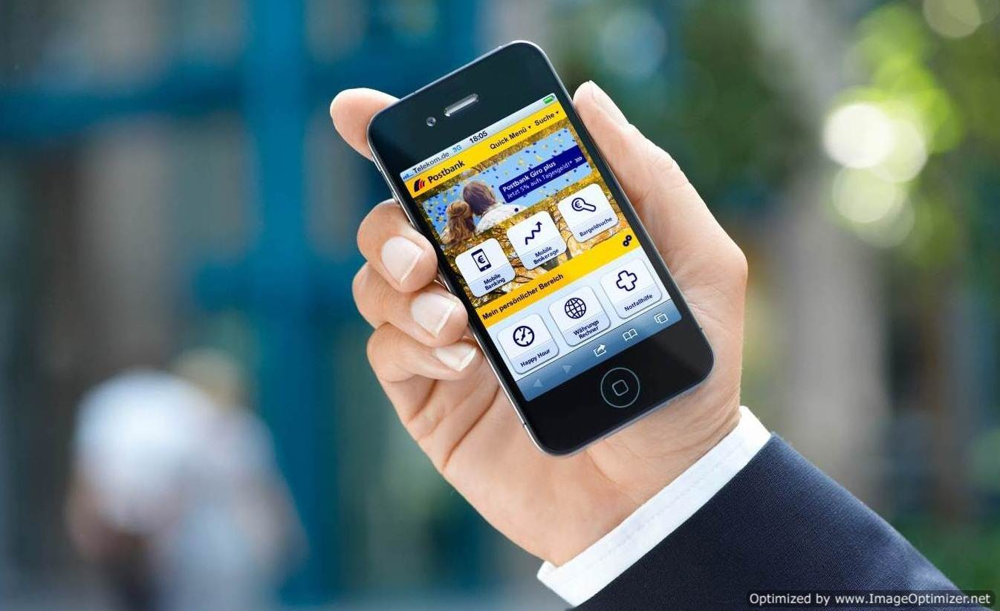 Telekom.de 3G 18:05
Postbank Quick Menü Suche
Postbank Giro plus
Jetzt 5% aufs Tagesgeld!*
Mobile
Banking
Mobile
Brokerage
Bargeldsuche
Mein persönlicher Bereich
Happy Hour
Währungs
Rechner
Notfallhilfe
Optimized by www.ImageOptimizer.net